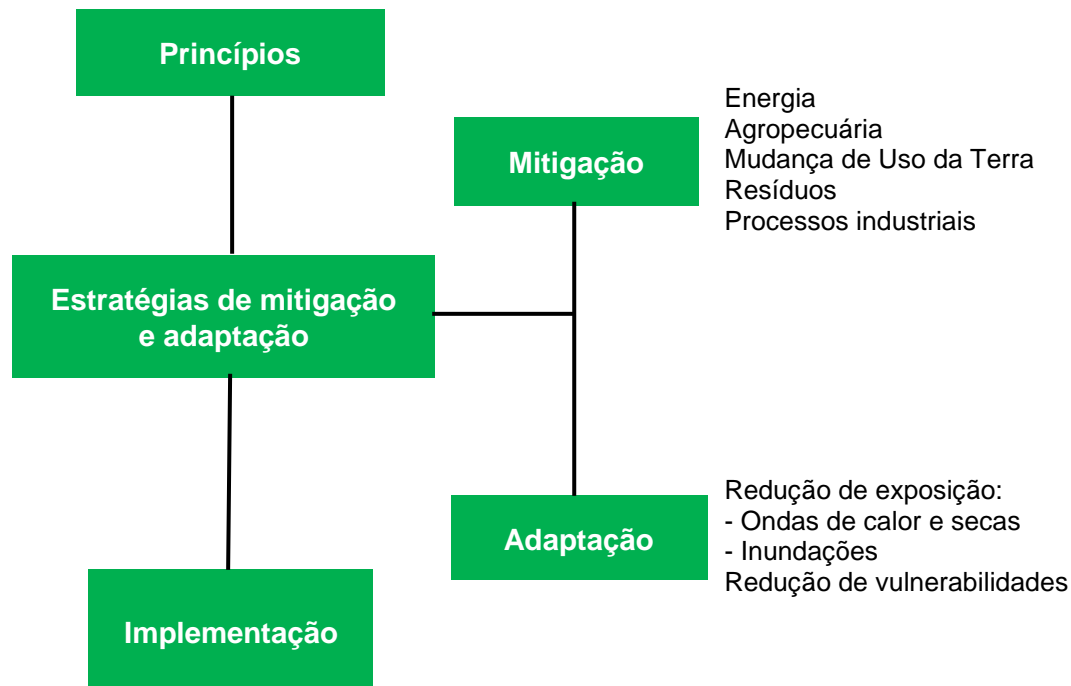 Princípios
Energia
Agropecuária
Mudança de Uso da Terra
Resíduos
Processos industriais
Mitigação
Estratégias de mitigação
e adaptação
Redução de exposição:
- Ondas de calor e secas
- Inundações
Redução de vulnerabilidades
Adaptação
Implementação